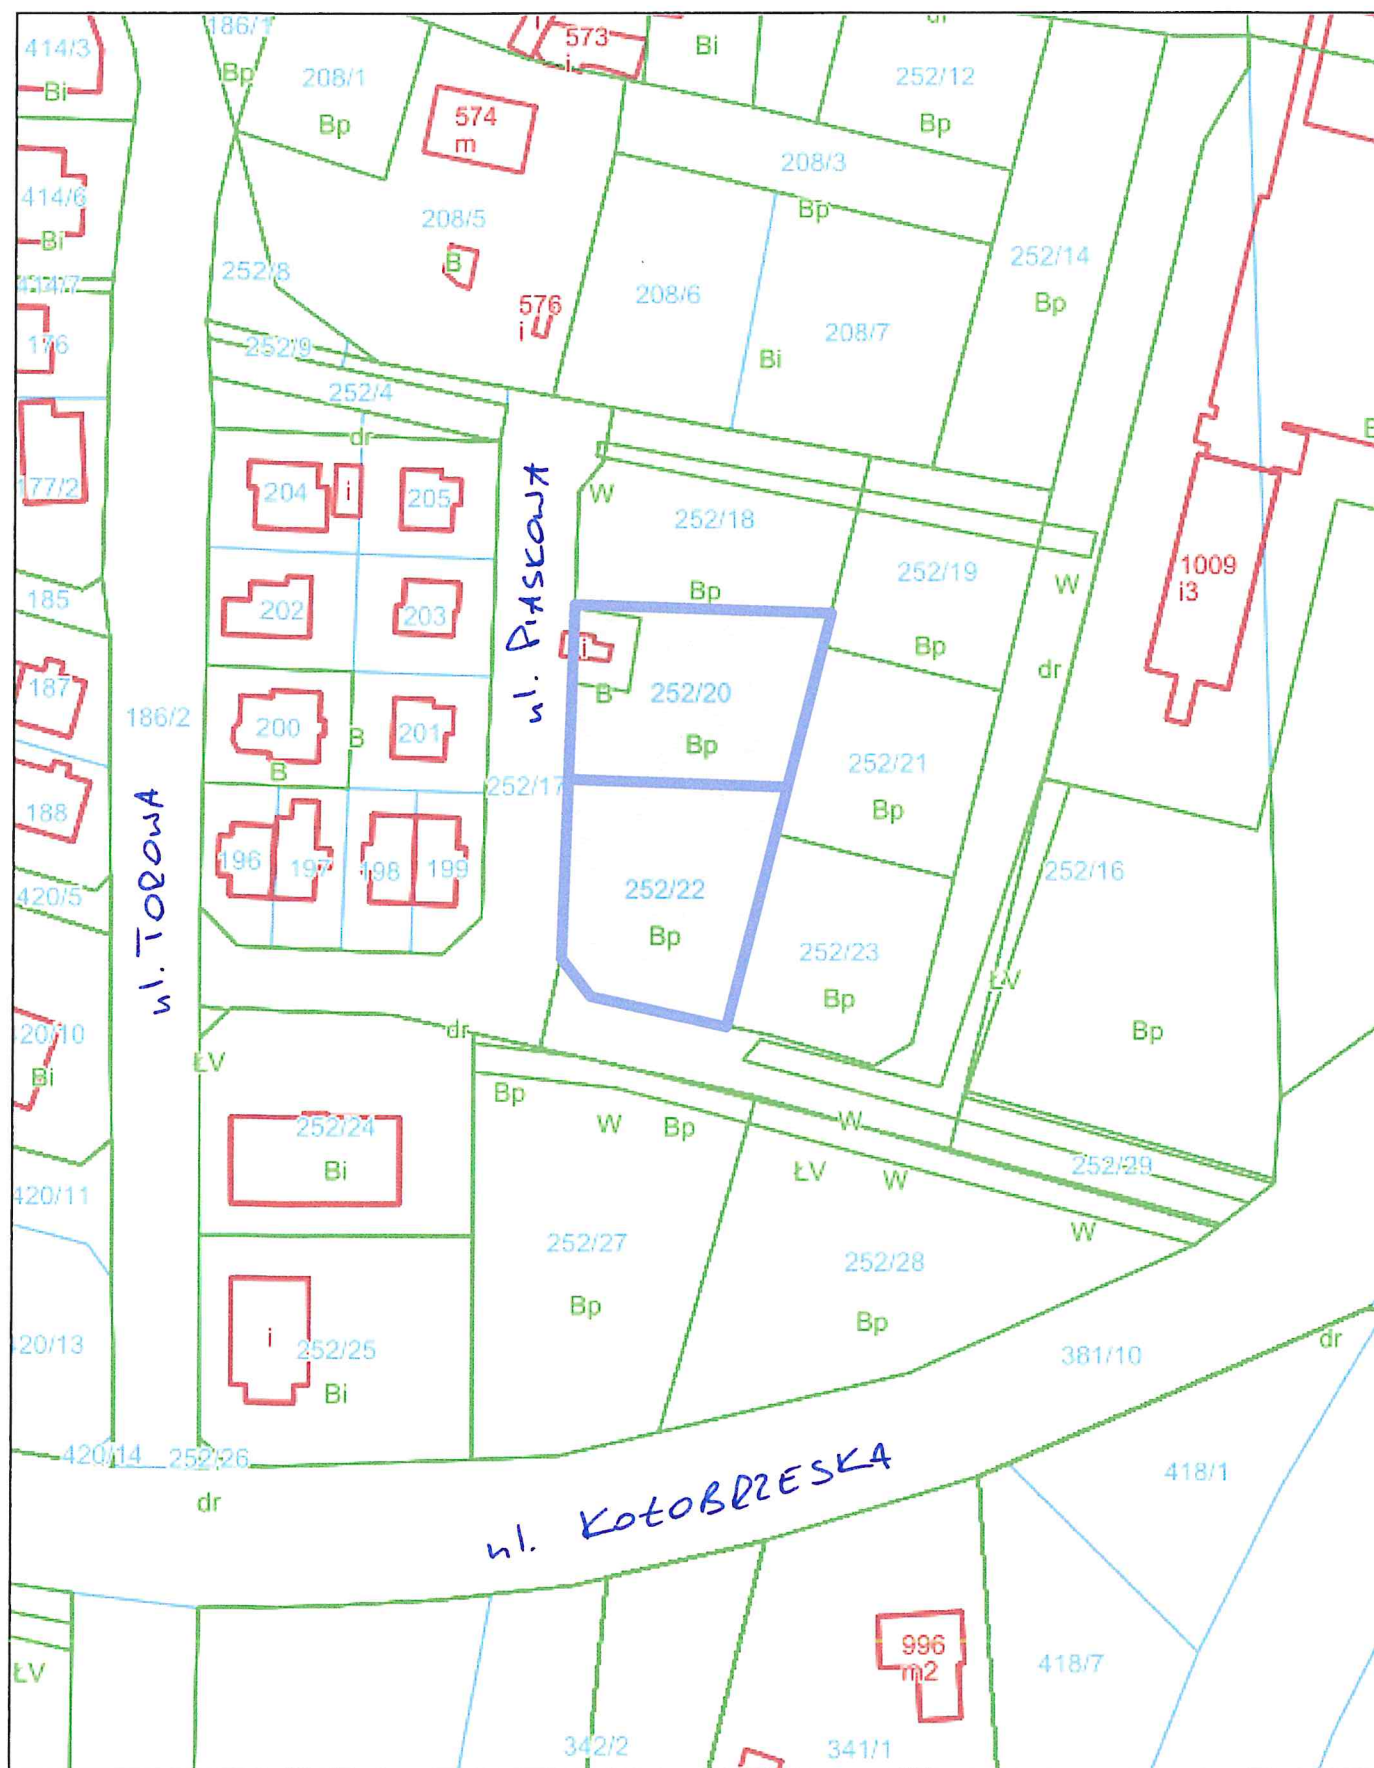 186/1
573
i
i
Bi
dr
414/3
Bi
Bp
208/1
Bp
574
m
252/12
Bp
208/3
414/6
Bi
208/5
Bp
252/14
414/7
252/8
B
576
i
208/6
Bp
176
252/9
252/4
Bi
208/7
dr
204
i
205
177/2
ul. PIASKOWA
W
252/18
1009
i3
252/19
W
185
202
203
Bp
Bp
i
dr
187
186/2
200
B
201
B
252/20
Bp
B
252/17
252/21
Bp
188
ul. TOROWA
196
197
198
199
252/16
420/5
252/22
Bp
252/23
ŁV
Bp
Bp
20/10
Bi
ŁV
dr
Bp
W
Bp
W
252/24
Bi
ŁV
W
252/29
420/11
W
252/27
252/28
Bp
Bp
i
252/25
Bi
20/13
381/10
dr
420/14
252/26
dr
418/1
ul. KOŁOBRZESKA
996
m2
ŁV
418/7
342/2
341/1